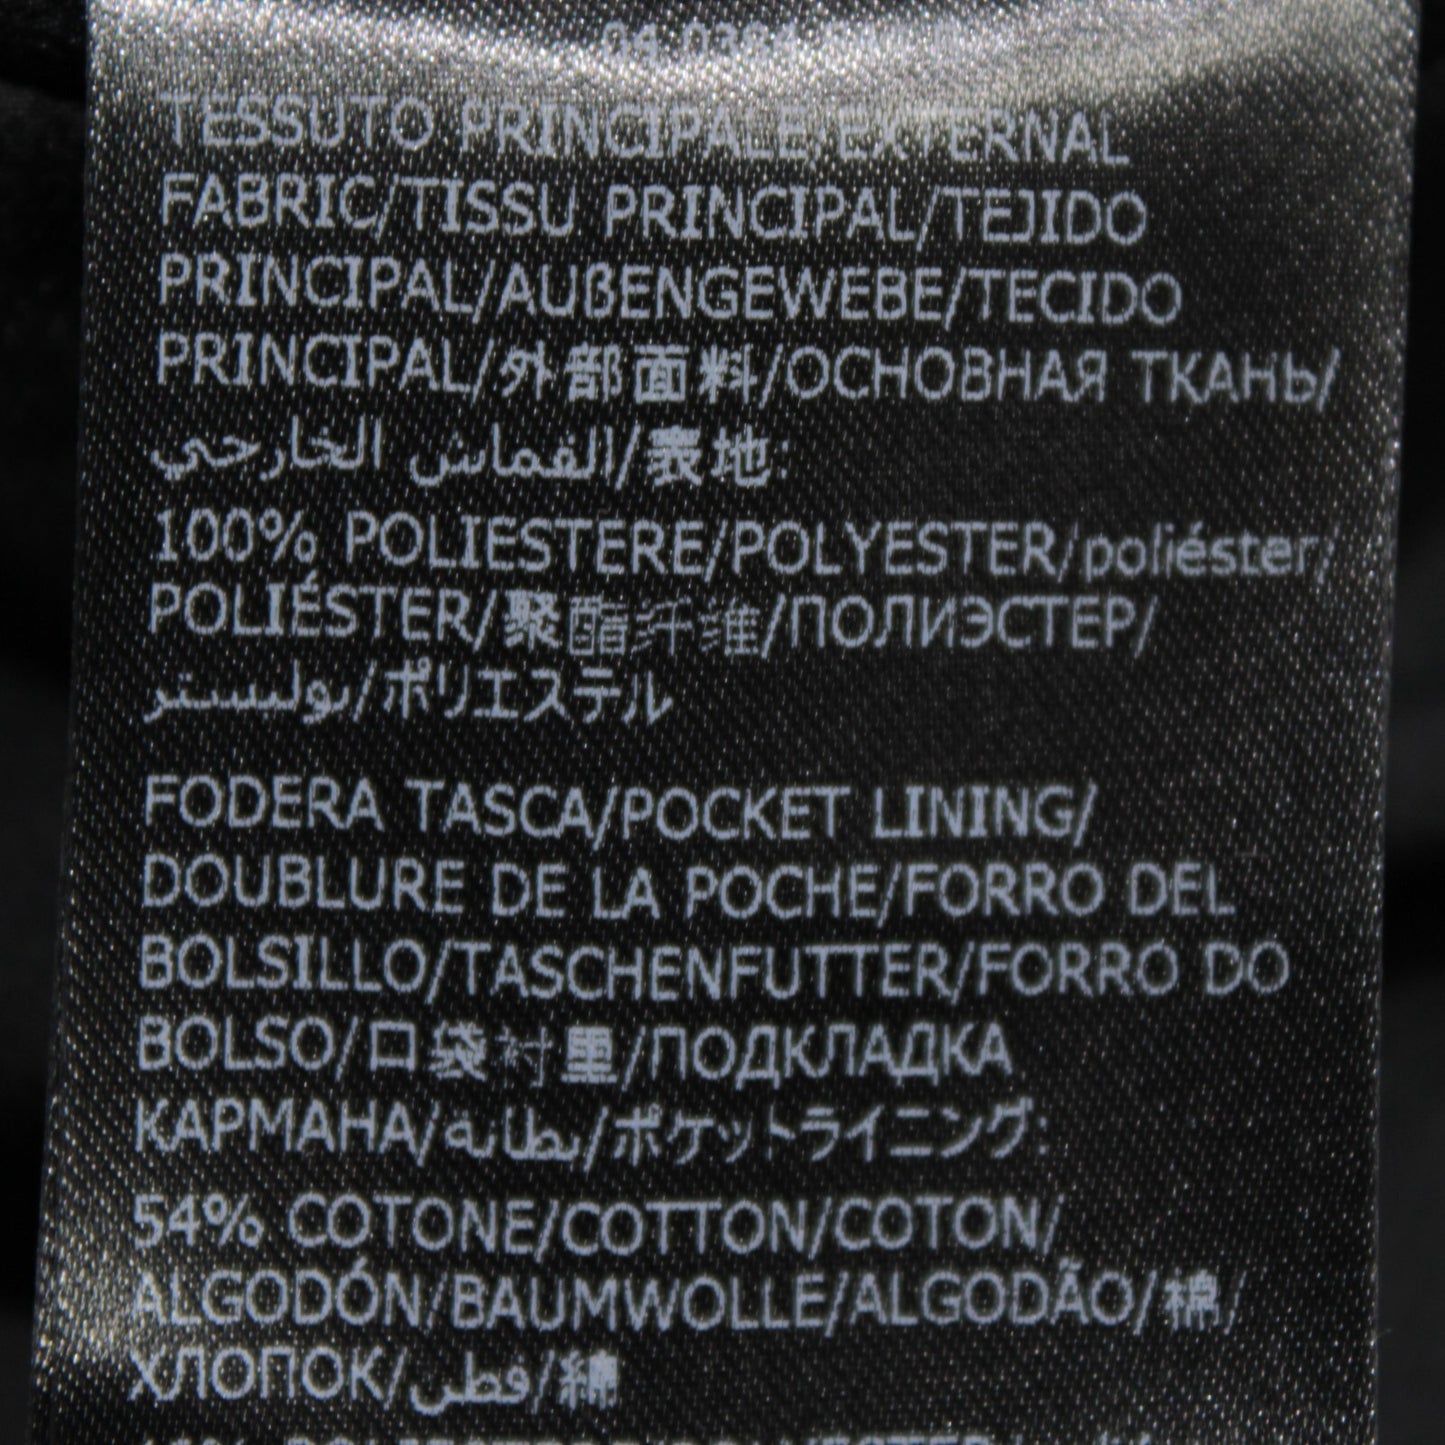 TESSUTO PRINCIPALE/EXTERNAL
FABRIC/TISSU PRINCIPAL/TEJIDO
PRINCIPAL/AUßENGEWEBE/TECIDO
PRINCIPAL/外部面料/ОСНОВНАЯ ТКАНЬ/
القماش الخارجي/表地:
100% POLIESTERE/POLYESTER/poliéster/
POLIÉSTER/聚酯纤维/ПОЛИЭСТЕР/
بوليستر/ポリエステル
FODERA TASCA/POCKET LINING/
DOUBLURE DE LA POCHE/FORRO DEL
BOLSILLO/TASCHENFUTTER/FORRO DO
BOLSO/口袋衬里/ПОДКЛАДКА
КАРМАНА/بطانة/ポケットライニング:
54% COTONE/COTTON/COTON/
ALGODÓN/BAUMWOLLE/ALGODÃO/棉/
ХЛОПОК/قطن/綿